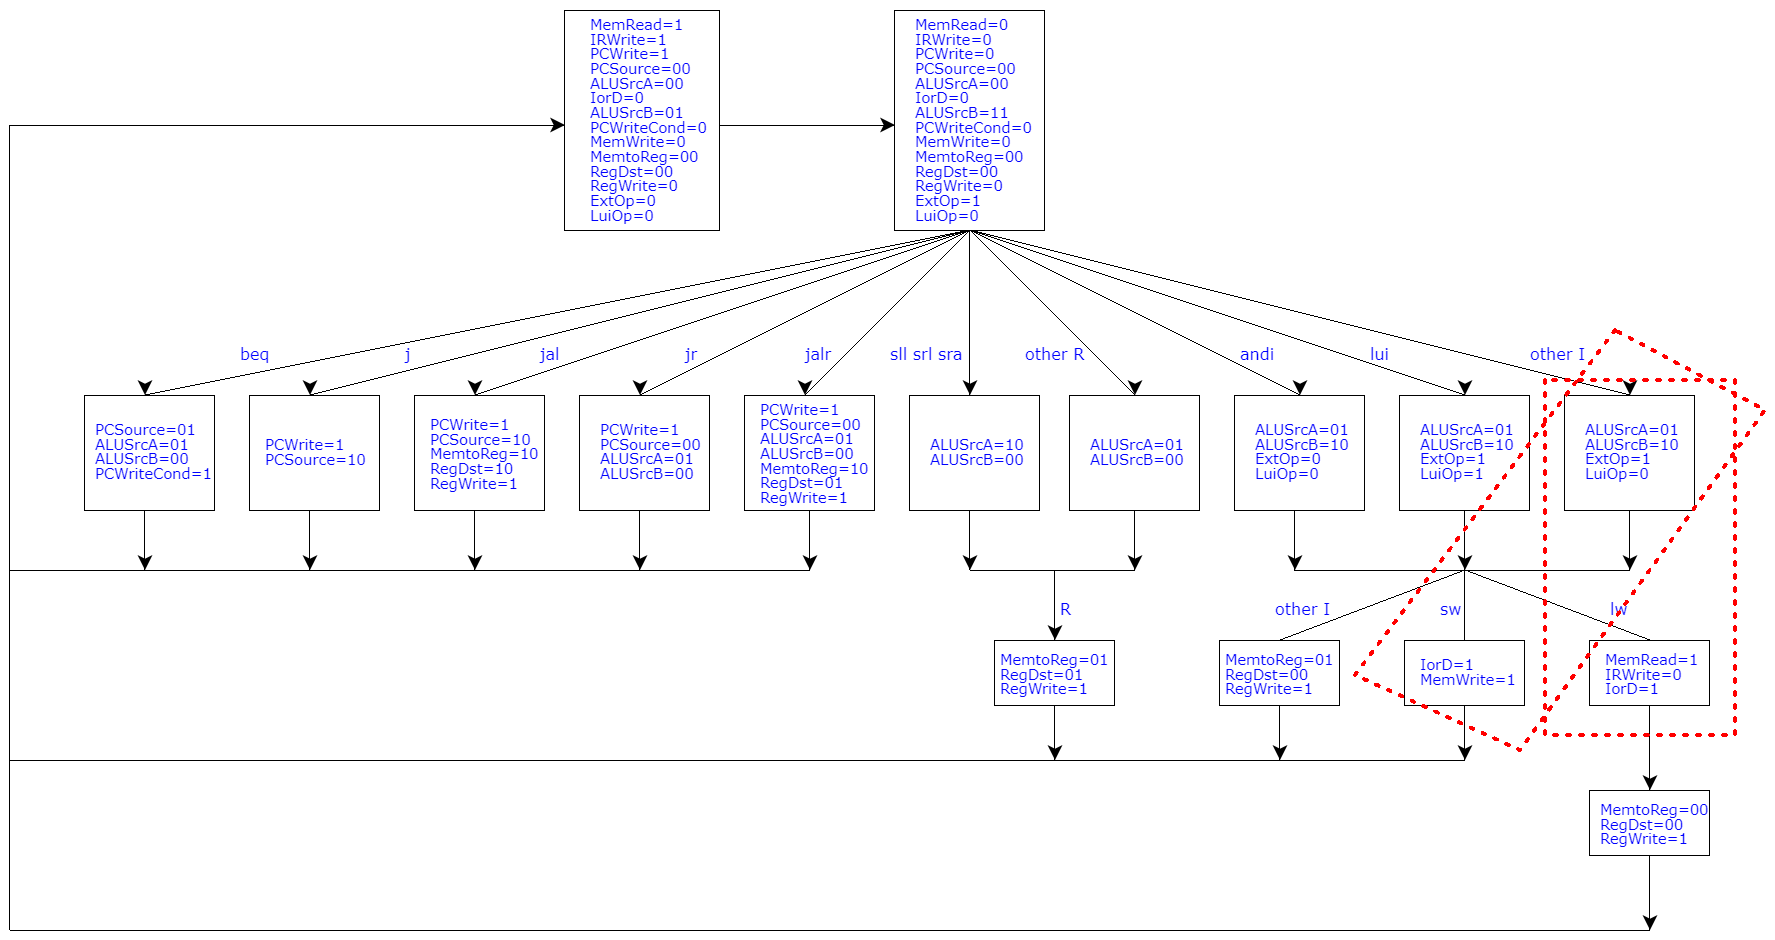 MemRead=1
IRWrite=1
PCWrite=1
PCSource=00
ALUSrcA=00
IorD=0
ALUSrcB=01
PCWriteCond=0
MemWrite=0
MemtoReg=00
RegDst=00
RegWrite=0
ExtOp=0
LuiOp=0
MemRead=0
IRWrite=0
PCWrite=0
PCSource=00
ALUSrcA=00
IorD=0
ALUSrcB=11
PCWriteCond=0
MemWrite=0
MemtoReg=00
RegDst=00
RegWrite=0
ExtOp=1
LuiOp=0
beq
j
jal
jr
jalr
sll srl sra
other R
andi
lui
other I
PCSource=01
ALUSrcA=01
ALUSrcB=00
PCWriteCond=1
PCWrite=1
PCSource=10
PCWrite=1
PCSource=10
MemtoReg=10
RegDst=10
RegWrite=1
PCWrite=1
PCSource=00
ALUSrcA=01
ALUSrcB=00
PCWrite=1
PCSource=00
ALUSrcA=01
ALUSrcB=00
MemtoReg=10
RegDst=01
RegWrite=1
ALUSrcA=10
ALUSrcB=00
ALUSrcA=01
ALUSrcB=00
ALUSrcA=01
ALUSrcB=10
ExtOp=0
LuiOp=0
ALUSrcA=01
ALUSrcB=10
ExtOp=1
LuiOp=1
ALUSrcA=01
ALUSrcB=10
ExtOp=1
LuiOp=0
R
other I
sw
lw
MemtoReg=01
RegDst=01
RegWrite=1
MemtoReg=01
RegDst=00
RegWrite=1
IorD=1
MemWrite=1
MemRead=1
IRWrite=0
IorD=1
MemtoReg=00
RegDst=00
RegWrite=1